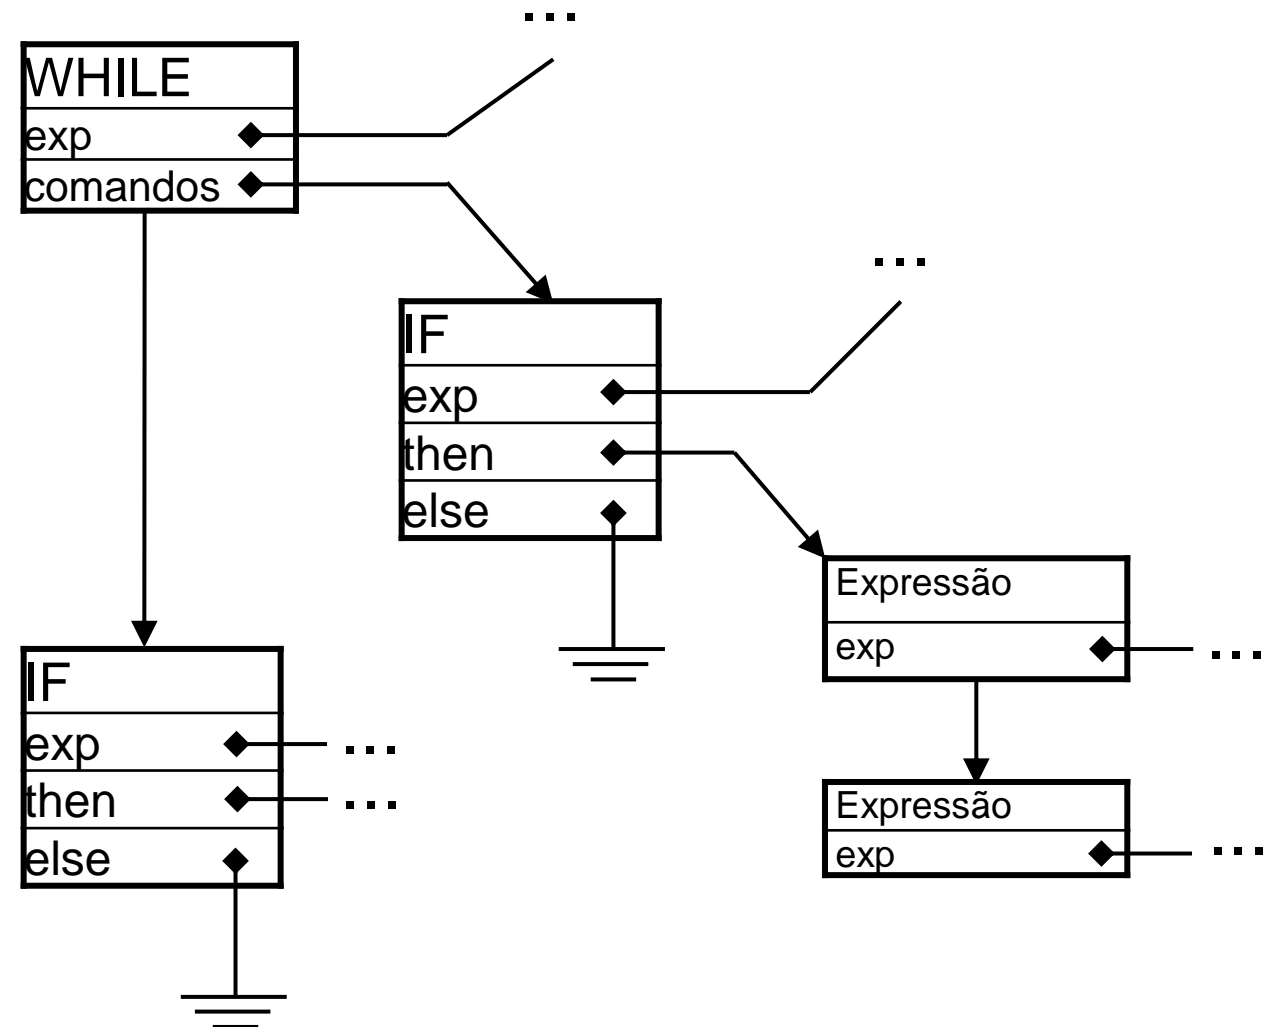 ...
WHILE
exp
comandos
...
IF
exp
then
else
Expressão
exp ...
IF
exp ...
then ...
else
Expressão
exp ...